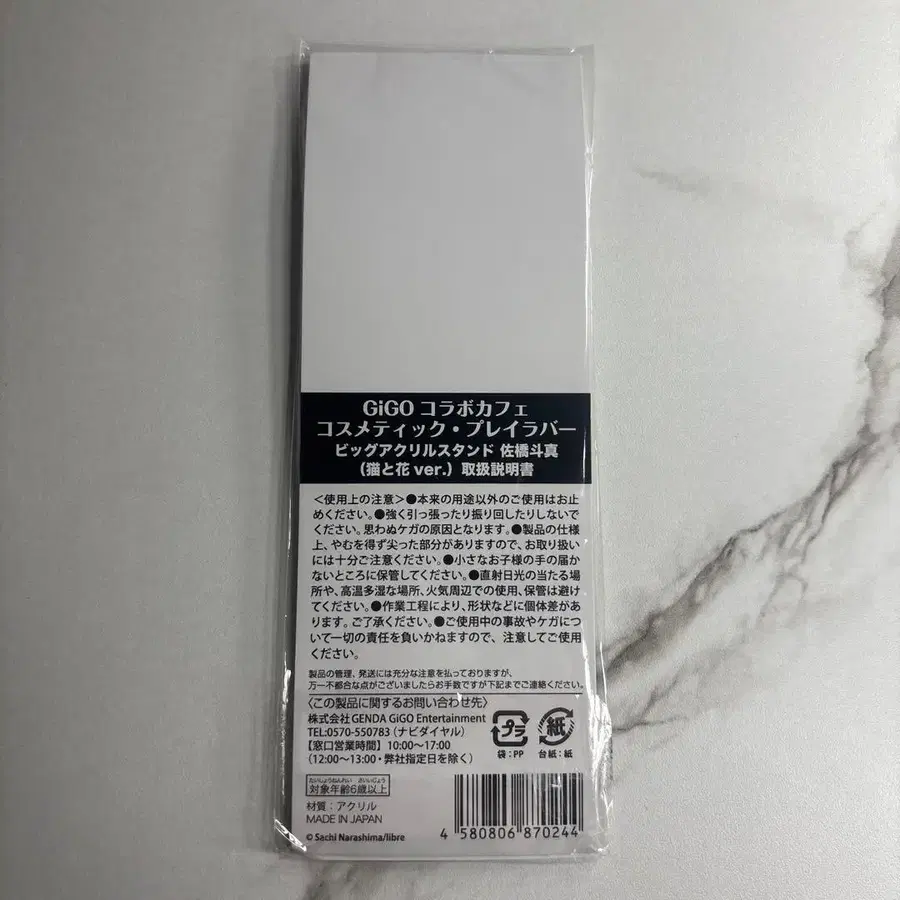 GiGO コラボカフェ
コスメティック・プレイラバー
ビッグアクリルスタンド 佐橋斗真
（猫と花 ver.）取扱説明書
＜使用上の注意＞●本来の用途以外のご使用はお止
めください。●強く引っ張ったり振り回したりしないで
ください。思わぬケガの原因となります。●製品の仕様
上、やむを得ず尖った部分がありますので、お取り扱い
には十分ご注意ください。●小さなお子様の手の届か
ないところに保管してください。●直射日光の当たる場
所や、高温多湿な場所、火気周辺での使用、保管は避け
てください。●作業工程により、形状などに個体差があ
ります。ご了承ください。●ご使用中の事故やケガにつ
いて一切の責任を負いかねますので、注意してご使用
ください。
製品の管理、発送には充分な注意を払っておりますが、
万一不都合な点がございましたらお手数ですが下記までご連絡ください。
〈この製品に関するお問い合わせ先〉
株式会社GENDA GiGO Entertainment
TEL:0570-550783（ナビダイヤル）
【窓口営業時間】10:00〜17:00
（12:00〜13:00・弊社指定日を除く）
プラ
袋：PP
紙
台紙：紙
たいしょうねんれい さいいじょう
対象年齢6歳以上
材質：アクリル
MADE IN JAPAN
© Sachi Narashima/libre
4 580806 870244